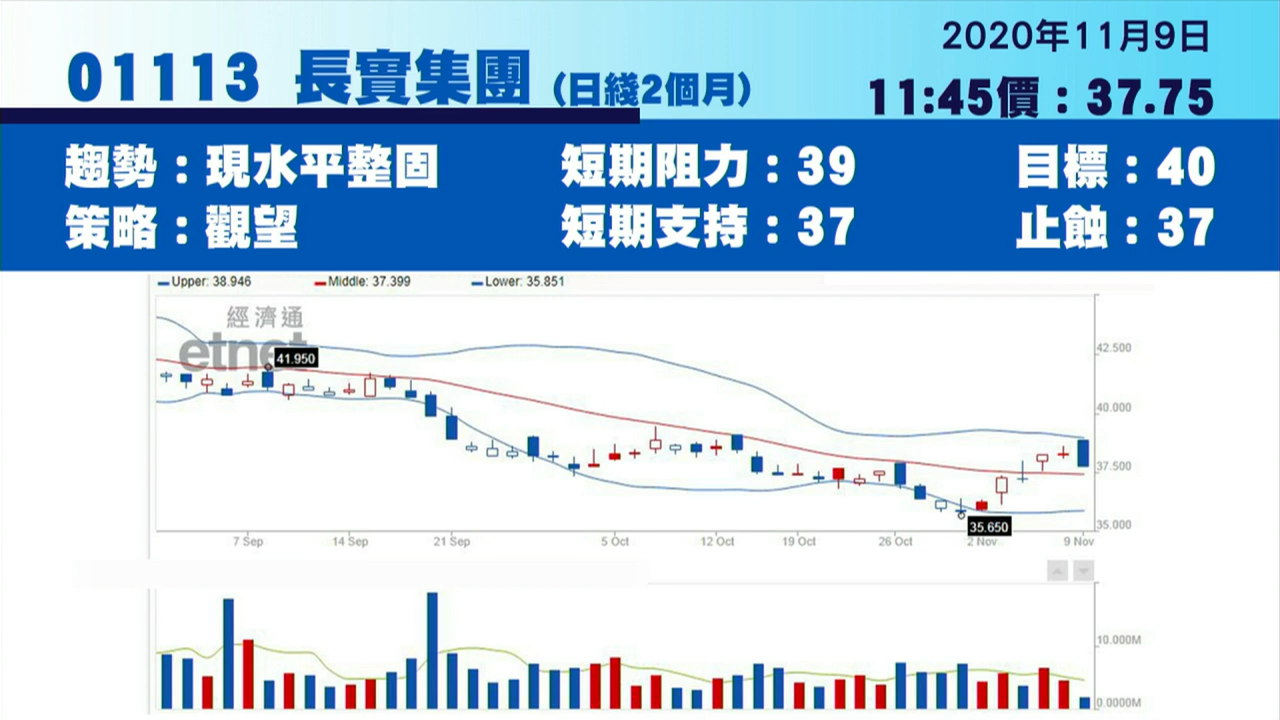 2020年11月9日
01113 長實集團 (日綫2個月)
11:45價：37.75
趨勢：現水平整固 短期阻力：39 目標：40
策略：觀望 短期支持：37 止蝕：37
Upper: 38.946 Middle: 37.399 Lower: 35.851
經濟通
etnet
41.950
42.500
40.000
37.500
35.650
35.000
7 Sep 14 Sep 21 Sep 5 Oct 12 Oct 19 Oct 26 Oct 2 Nov 9 Nov
10.000M
0.0000M